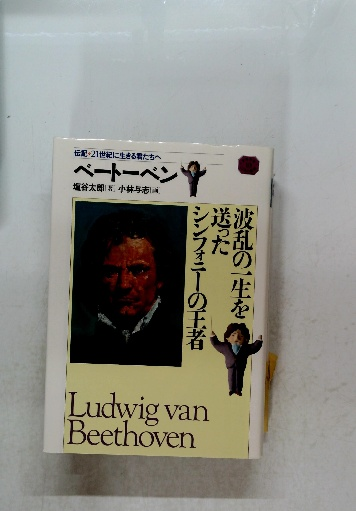 伝記・21世紀に生きる君たちへ
ベートーベン
塩谷太郎[著] 小林与志[画]
波乱の一生を
送った
シンフォニーの王者
Ludwig van
Beethoven